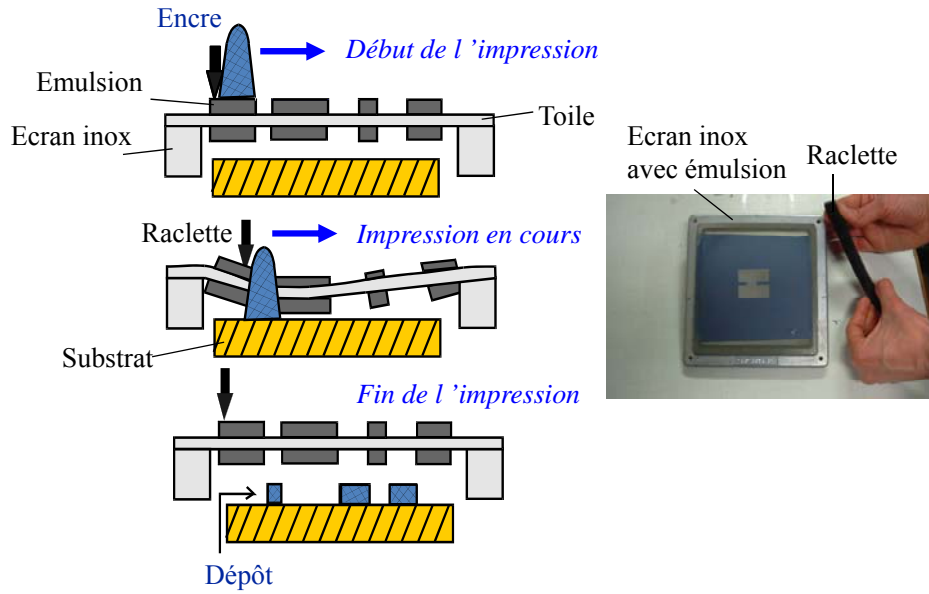 Encre
Début de l ’impression
Emulsion
Ecran inox
Toile
Ecran inox
avec émulsion
Raclette
Raclette
Impression en cours
Substrat
Fin de l ’impression
Dépôt